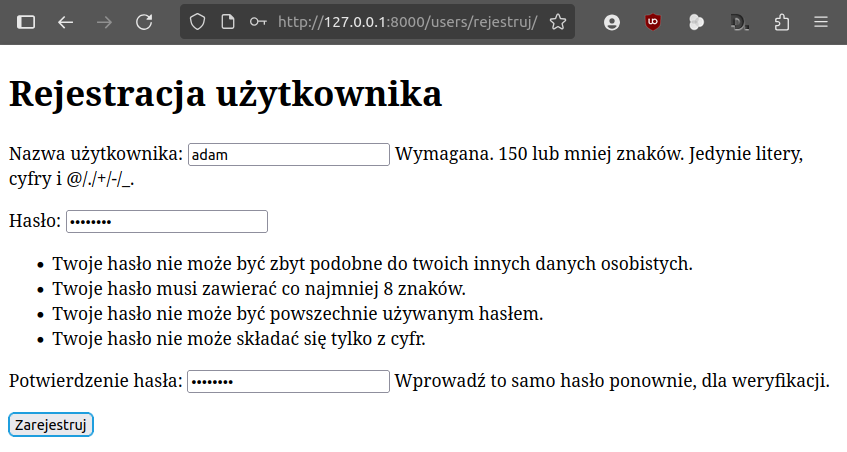 http://127.0.0.1:8000/users/rejestruj/
Rejestracja użytkownika
Nazwa użytkownika: adam Wymagana. 150 lub mniej znaków. Jedynie litery,
cyfry i @/./+/-/_.
Hasło: ••••••••
• Twoje hasło nie może być zbyt podobne do twoich innych danych osobistych.
• Twoje hasło musi zawierać co najmniej 8 znaków.
• Twoje hasło nie może być powszechnie używanym hasłem.
• Twoje hasło nie może składać się tylko z cyfr.
Potwierdzenie hasła: •••••••• Wprowadź to samo hasło ponownie, dla weryfikacji.
Zarejestruj